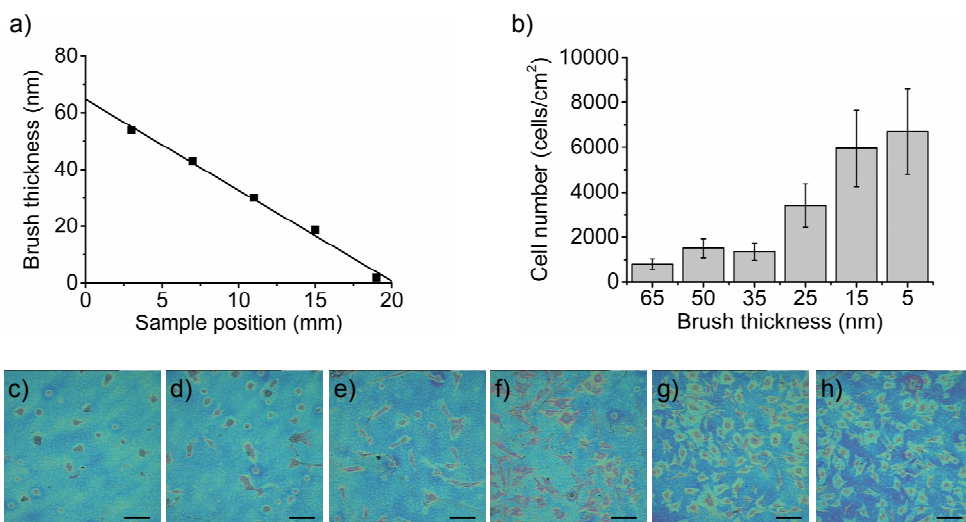 a)
80
60
40
20
0
Brush thickness (nm)
0 5 10 15 20
Sample position (mm)
b)
10000
8000
6000
4000
2000
0
Cell number (cells/cm²)
65 50 35 25 15 5
Brush thickness (nm)
c) d) e) f) g) h)